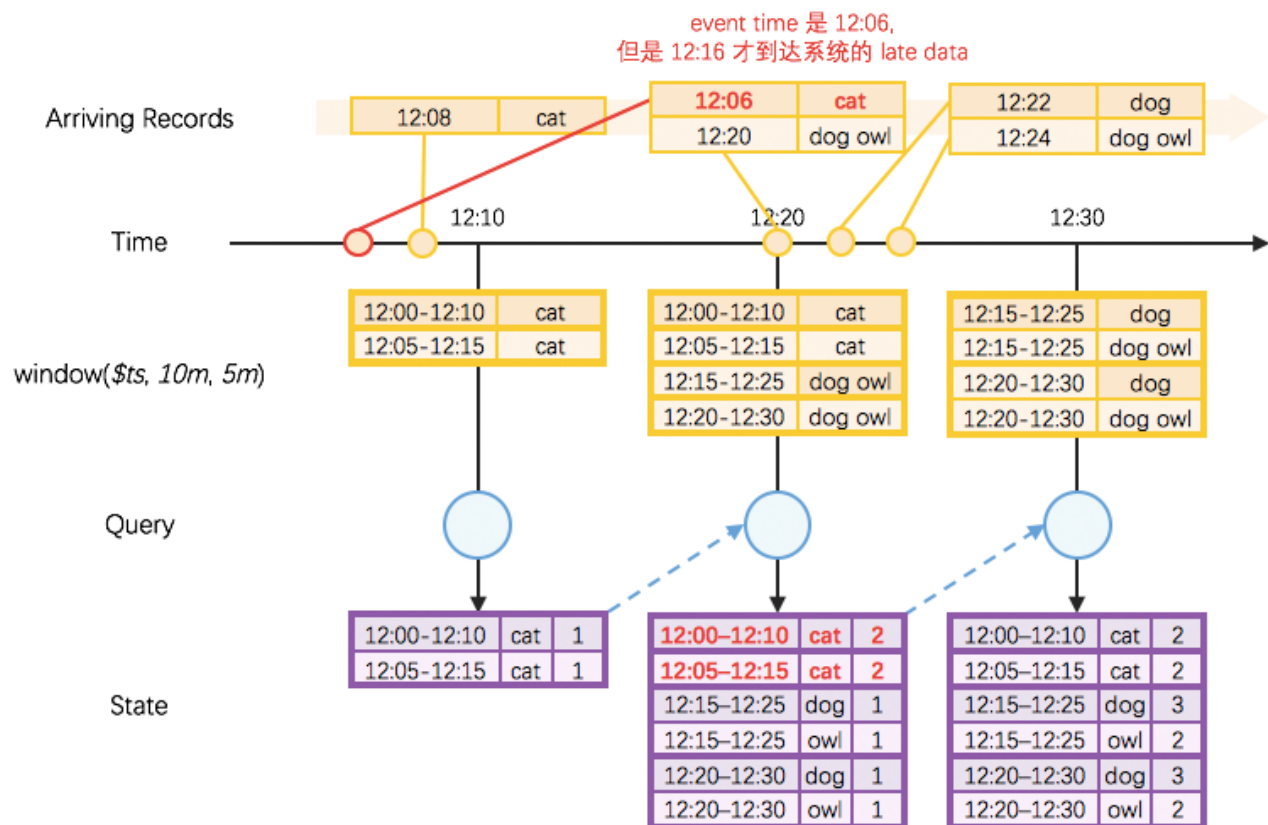 event time 是 12:06,
但是 12:16 才到达系统的 late data
Arriving Records
12:08 cat
12:06 cat
12:20 dog owl
12:22 dog
12:24 dog owl
Time
12:10
12:20
12:30
window($ts, 10m, 5m)
12:00-12:10 cat
12:05-12:15 cat
12:00-12:10 cat
12:05-12:15 cat
12:15-12:25 dog owl
12:20-12:30 dog owl
12:15-12:25 dog
12:15-12:25 dog owl
12:20-12:30 dog
12:20-12:30 dog owl
Query
State
12:00-12:10 cat 1
12:05-12:15 cat 1
12:00–12:10 cat 2
12:05–12:15 cat 2
12:15–12:25 dog 1
12:15–12:25 owl 1
12:20–12:30 dog 1
12:20–12:30 owl 1
12:00–12:10 cat 2
12:05–12:15 cat 2
12:15–12:25 dog 3
12:15–12:25 owl 2
12:20–12:30 dog 3
12:20–12:30 owl 2